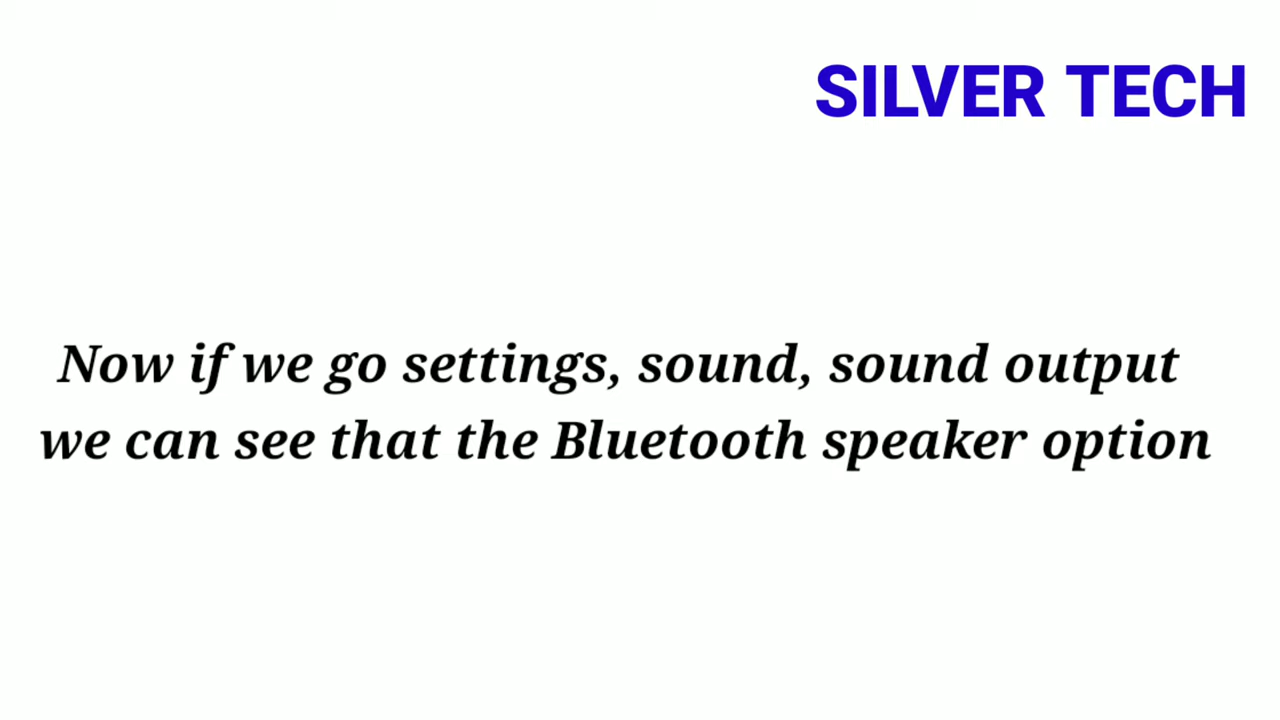 SILVER TECH
Now if we go settings, sound, sound output
we can see that the Bluetooth speaker option